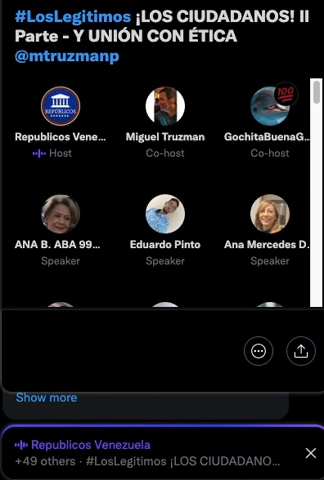 #LosLegitimos ¡LOS CIUDADANOS! II
Parte - Y UNIÓN CON ÉTICA
@mtruzmanp
REPÚBLICOS
100
Republicos Vene...
Miguel Truzman
GochitaBuenaG...
Host
Co-host
Co-host
ANA B. ABA 99...
Eduardo Pinto
Ana Mercedes D.
Speaker
Speaker
Speaker
Show more
Republicos Venezuela
+49 others · #LosLegitimos ¡LOS CIUDADANO...